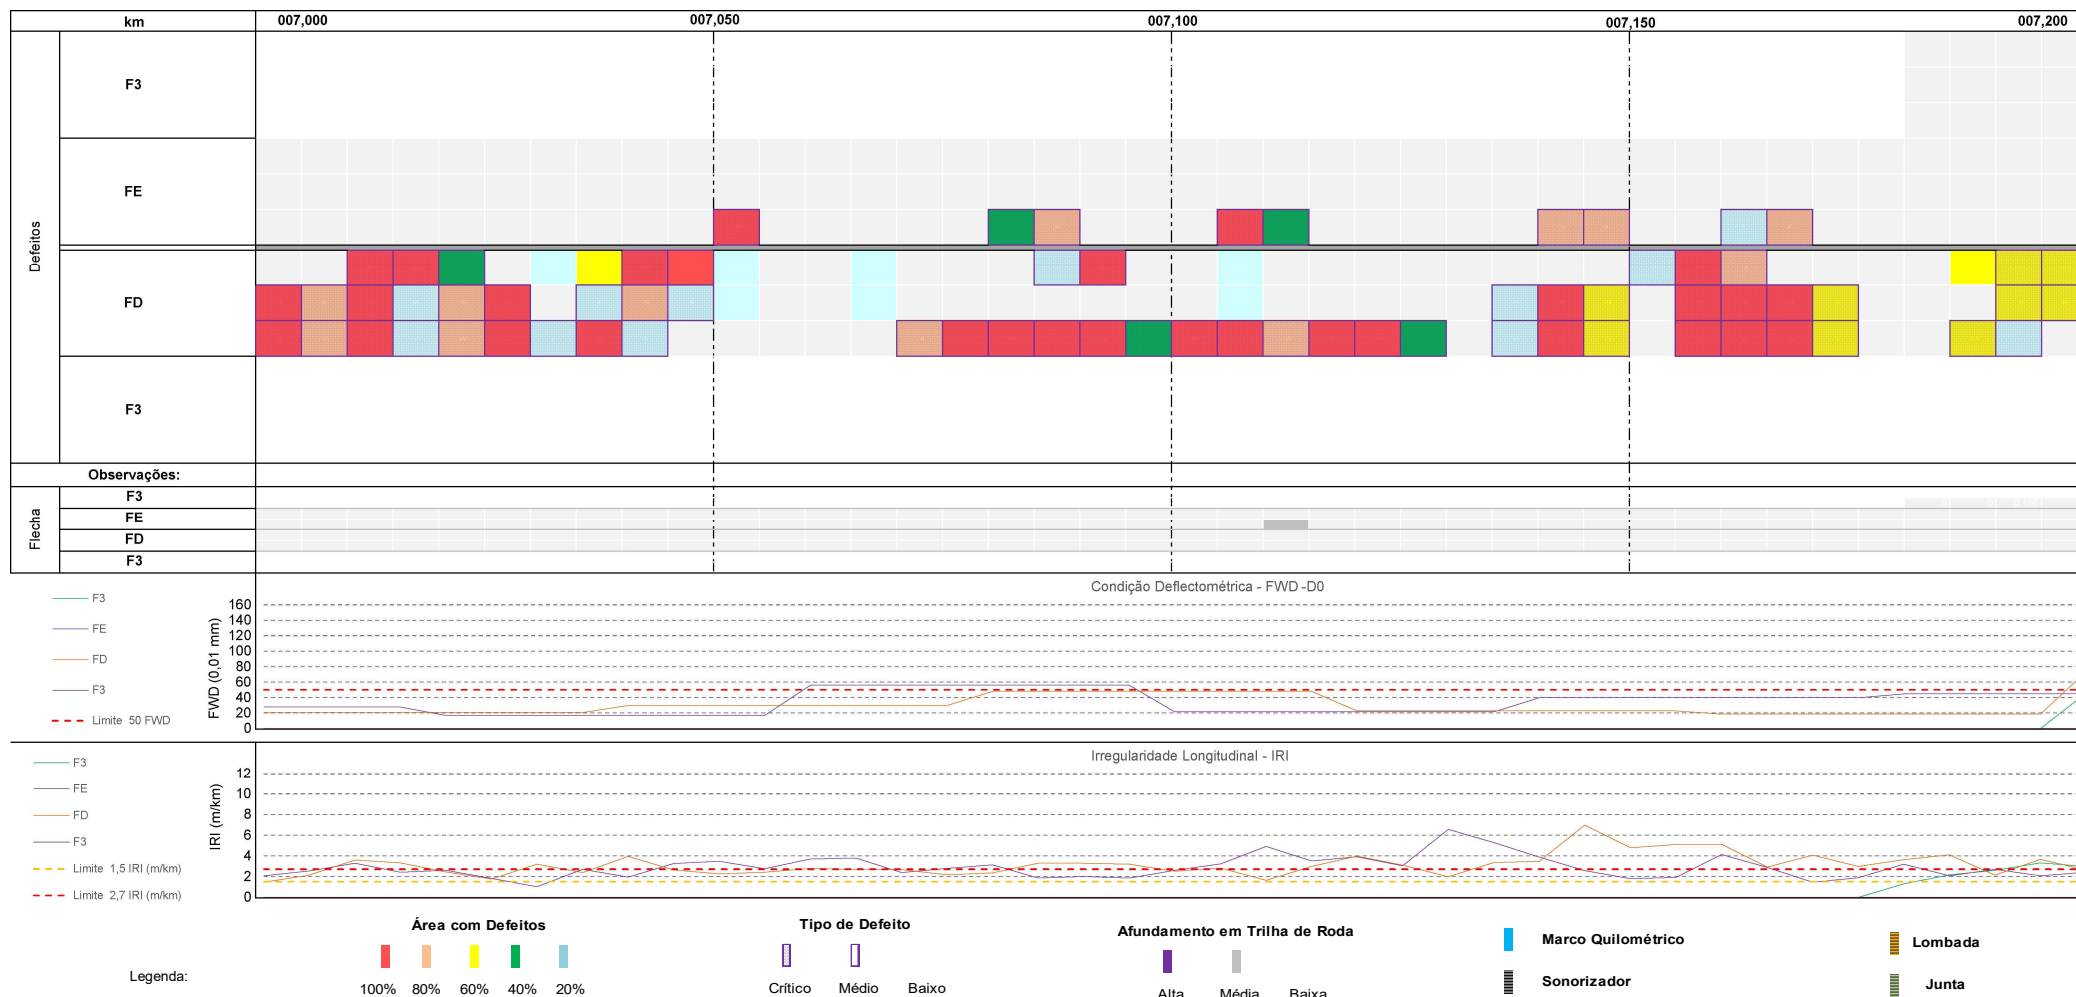 km 007,000 007,050 007,100 007,150 007,200
Defeitos
F3
FE
FD
F3
Observações:
Flecha
F3
FE
FD
F3
Condição Deflectométrica - FWD -D0
F3
FE
FD
F3
Limite 50 FWD
FWD (0,01 mm)
160
140
120
100
80
60
40
20
0
Irregularidade Longitudinal - IRI
F3
FE
FD
F3
Limite 1,5 IRI (m/km)
Limite 2,7 IRI (m/km)
IRI (m/km)
12
10
8
6
4
2
0
Legenda:
Área com Defeitos
100% 80% 60% 40% 20%
Tipo de Defeito
Crítico Médio Baixo
Afundamento em Trilha de Roda
Alta Média Baixa
Marco Quilométrico
Sonorizador
Lombada
Junta